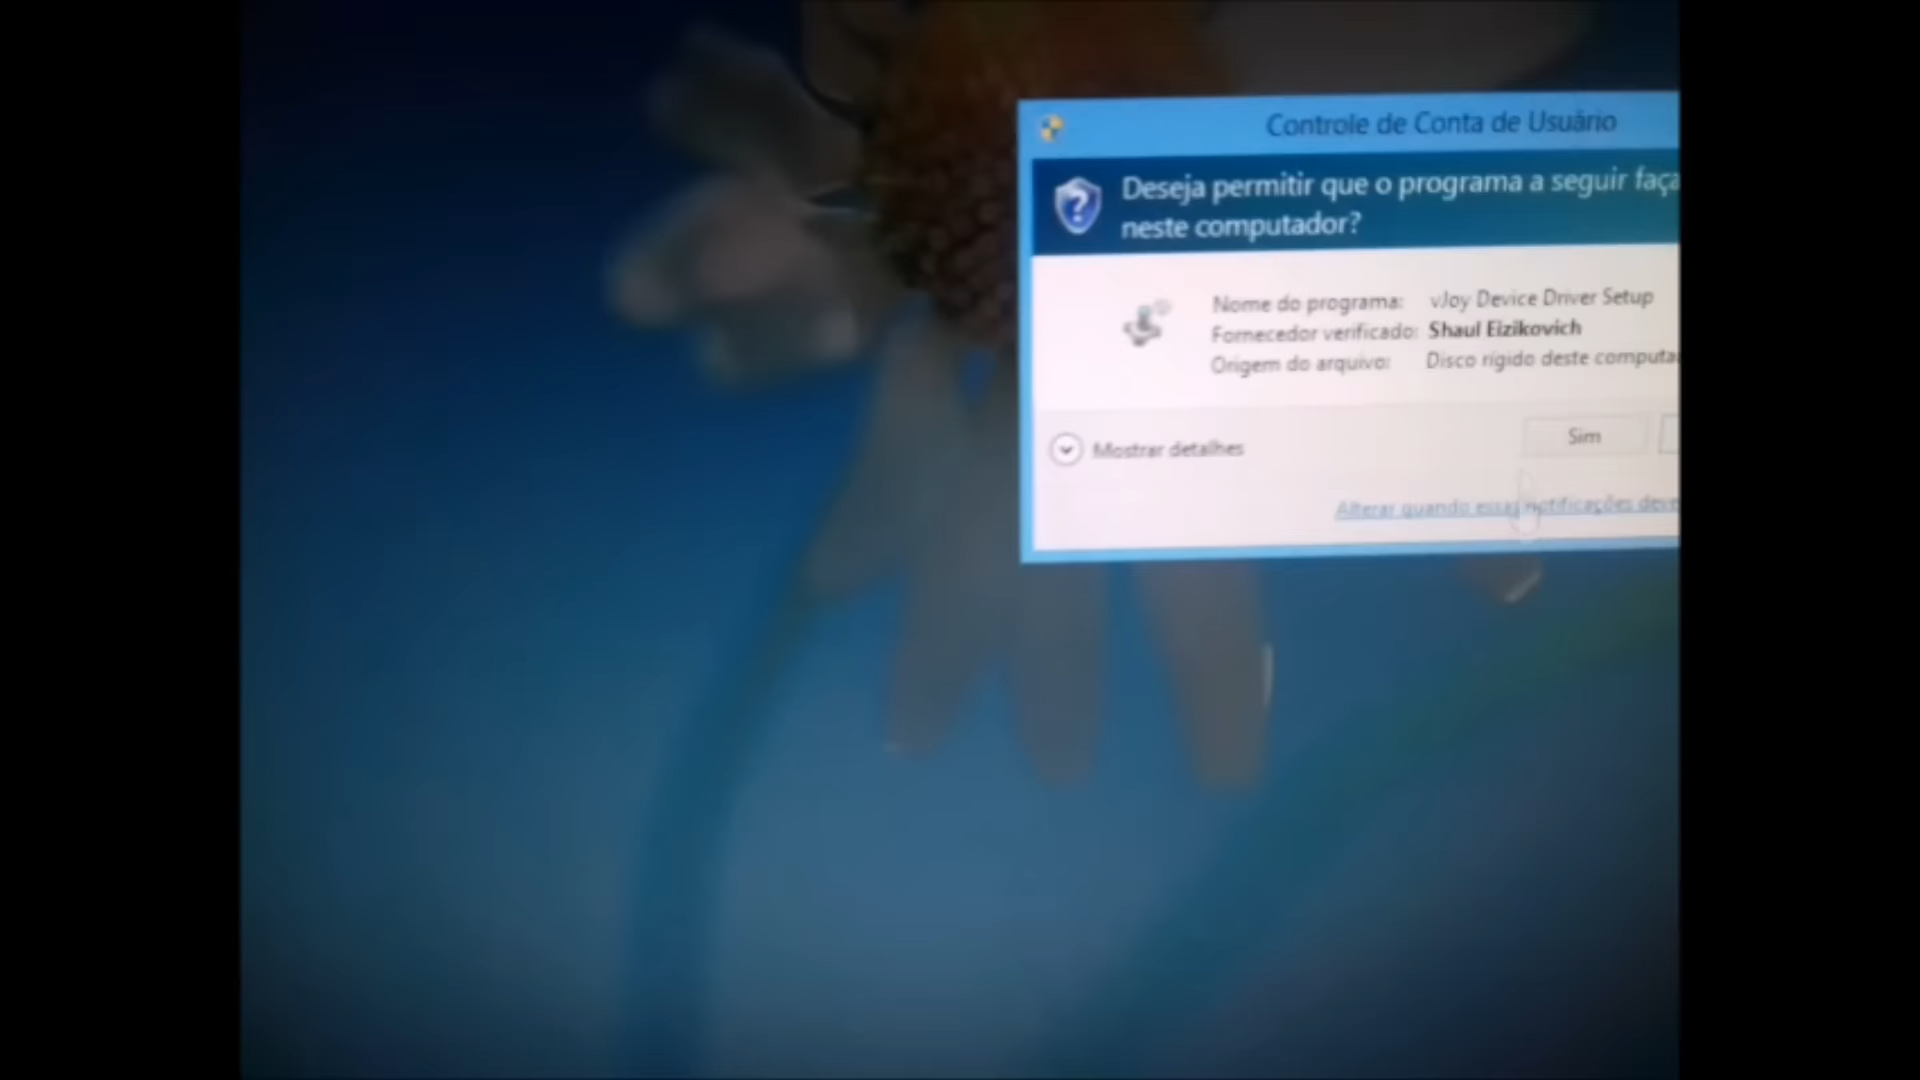 Controle de Conta de Usuário
Deseja permitir que o programa a seguir faça
neste computador?
Nome do programa: vJoy Device Driver Setup
Fornecedor verificado: Shaul Eizikovich
Origem do arquivo: Disco rígido deste computa
Sim
Mostrar detalhes
Alterar quando essas notificações deve